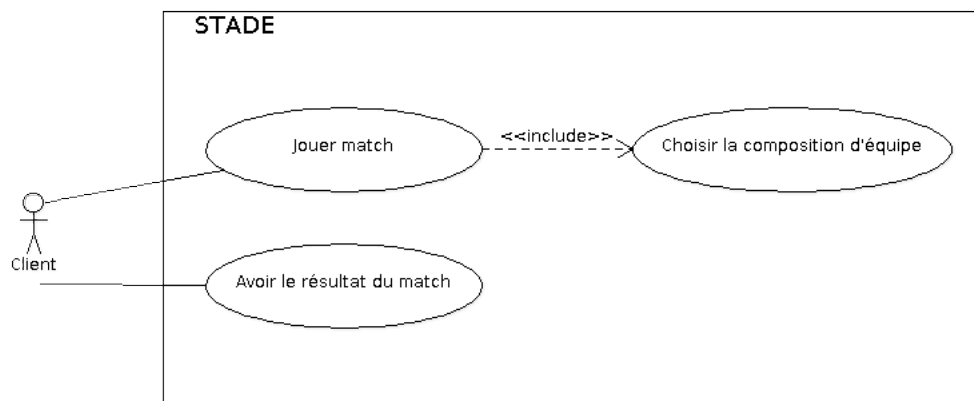 STADE
Jouer match
<<include>>
Choisir la composition d'équipe
Client
Avoir le résultat du match